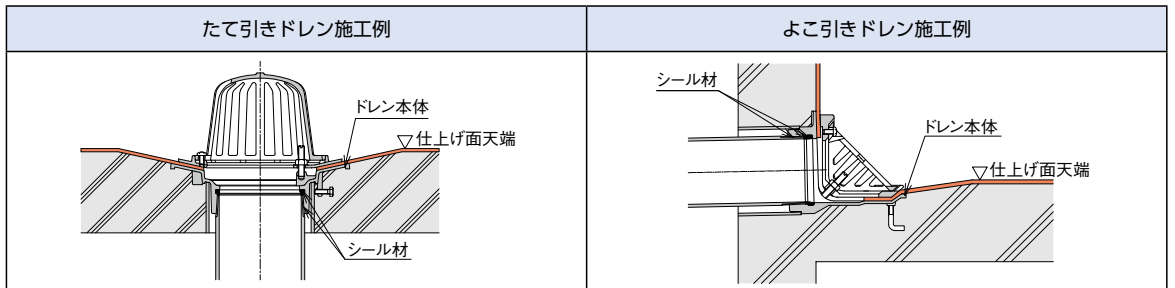 たて引きドレン施工例
よこ引きドレン施工例
ドレン本体
▽仕上げ面天端
シール材
シール材
ドレン本体
▽仕上げ面天端